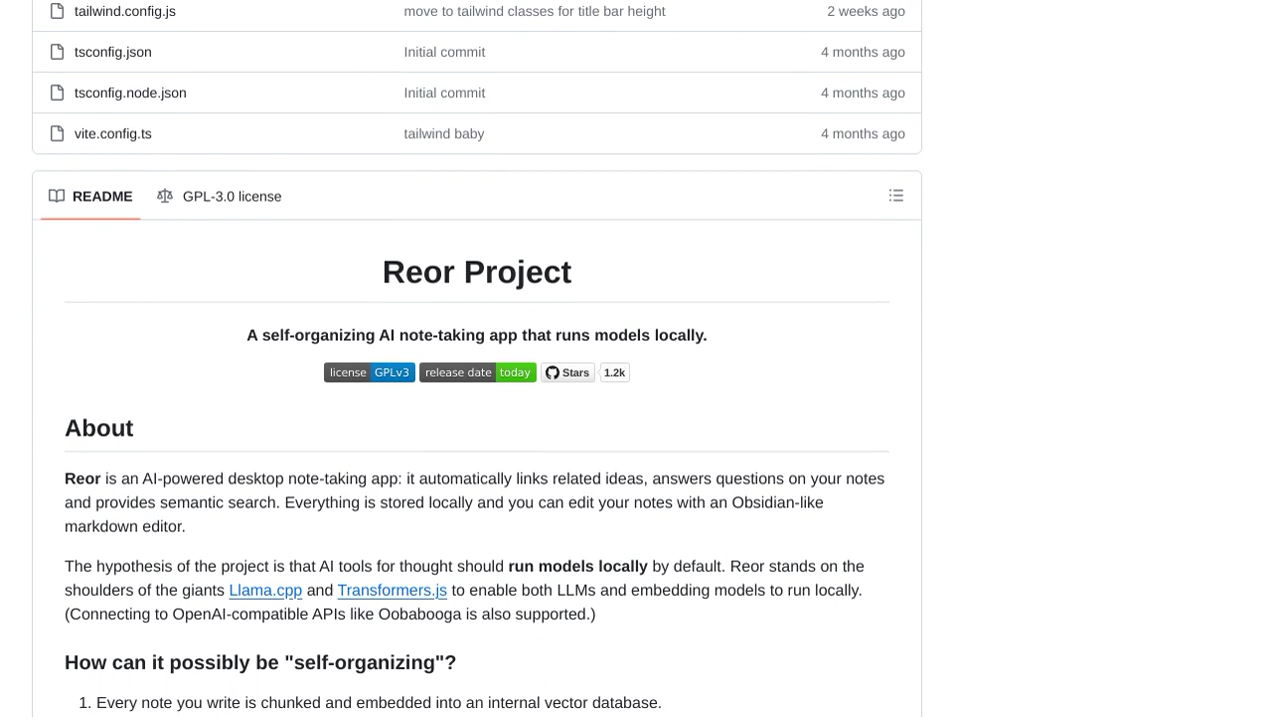 tailwind.config.js move to tailwind classes for title bar height 2 weeks ago
tsconfig.json Initial commit 4 months ago
tsconfig.node.json Initial commit 4 months ago
vite.config.ts tailwind baby 4 months ago
README GPL-3.0 license
Reor Project
A self-organizing AI note-taking app that runs models locally.
license GPLv3 release date today Stars 1.2k
About
Reor is an AI-powered desktop note-taking app: it automatically links related ideas, answers questions on your notes
and provides semantic search. Everything is stored locally and you can edit your notes with an Obsidian-like
markdown editor.
The hypothesis of the project is that AI tools for thought should run models locally by default. Reor stands on the
shoulders of the giants Llama.cpp and Transformers.js to enable both LLMs and embedding models to run locally.
(Connecting to OpenAI-compatible APIs like Oobabooga is also supported.)
How can it possibly be "self-organizing"?
1. Every note you write is chunked and embedded into an internal vector database.